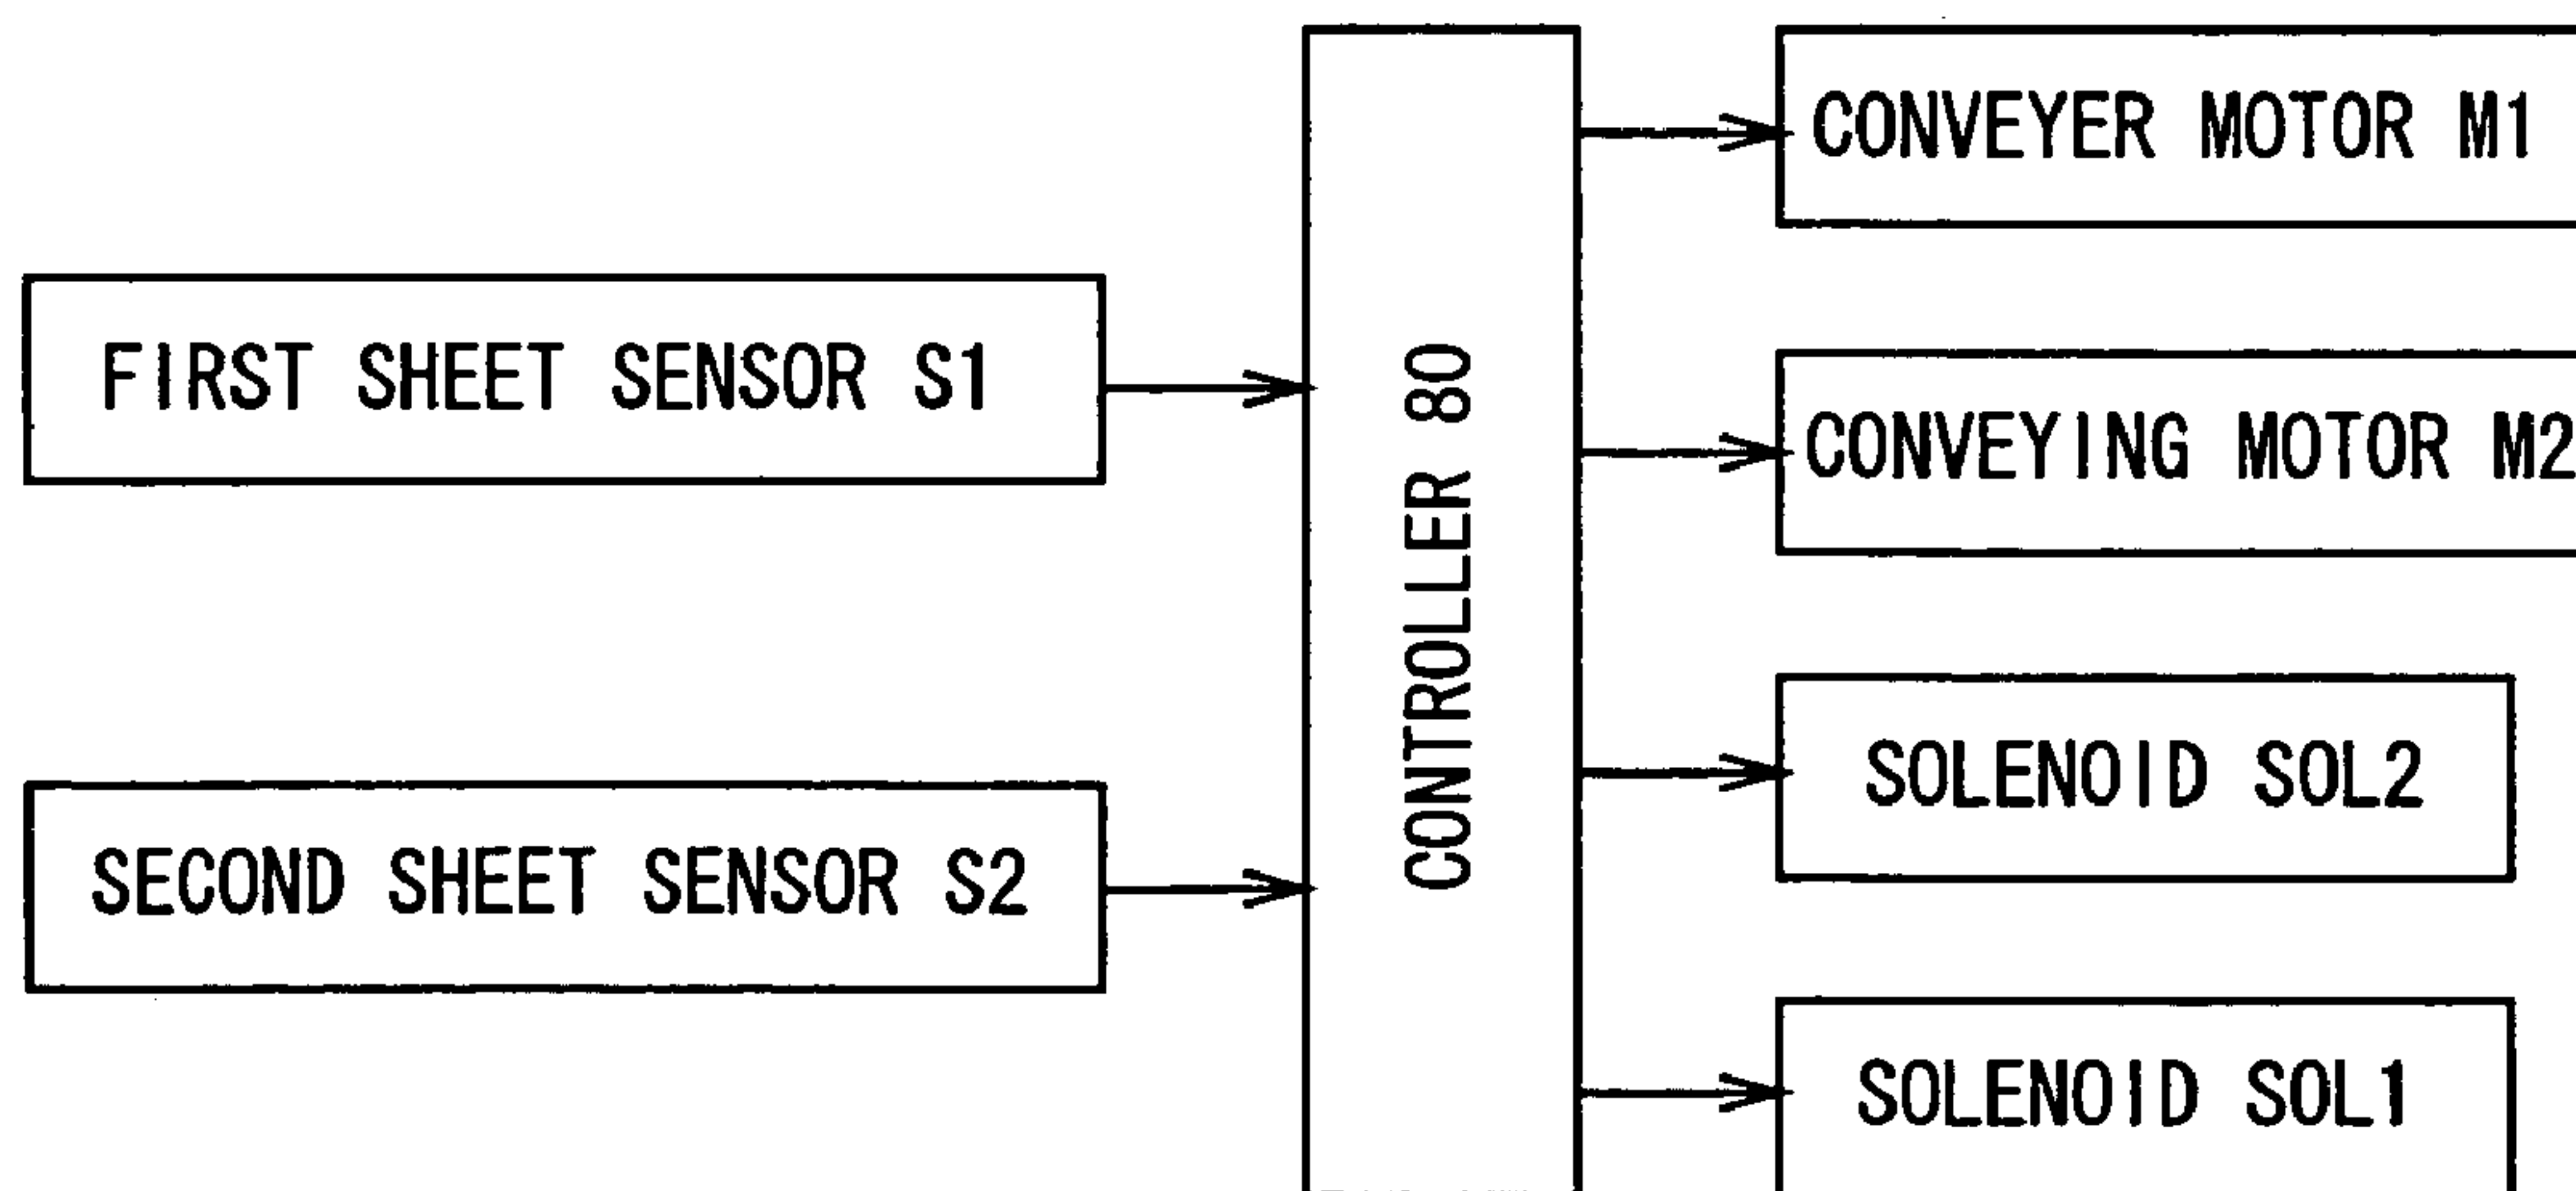 CONVEYER MOTOR M1
FIRST SHEET SENSOR S1
CONTROLLER 80
CONVEYING MOTOR M2
SOLENOID SOL2
SECOND SHEET SENSOR S2
SOLENOID SOL1